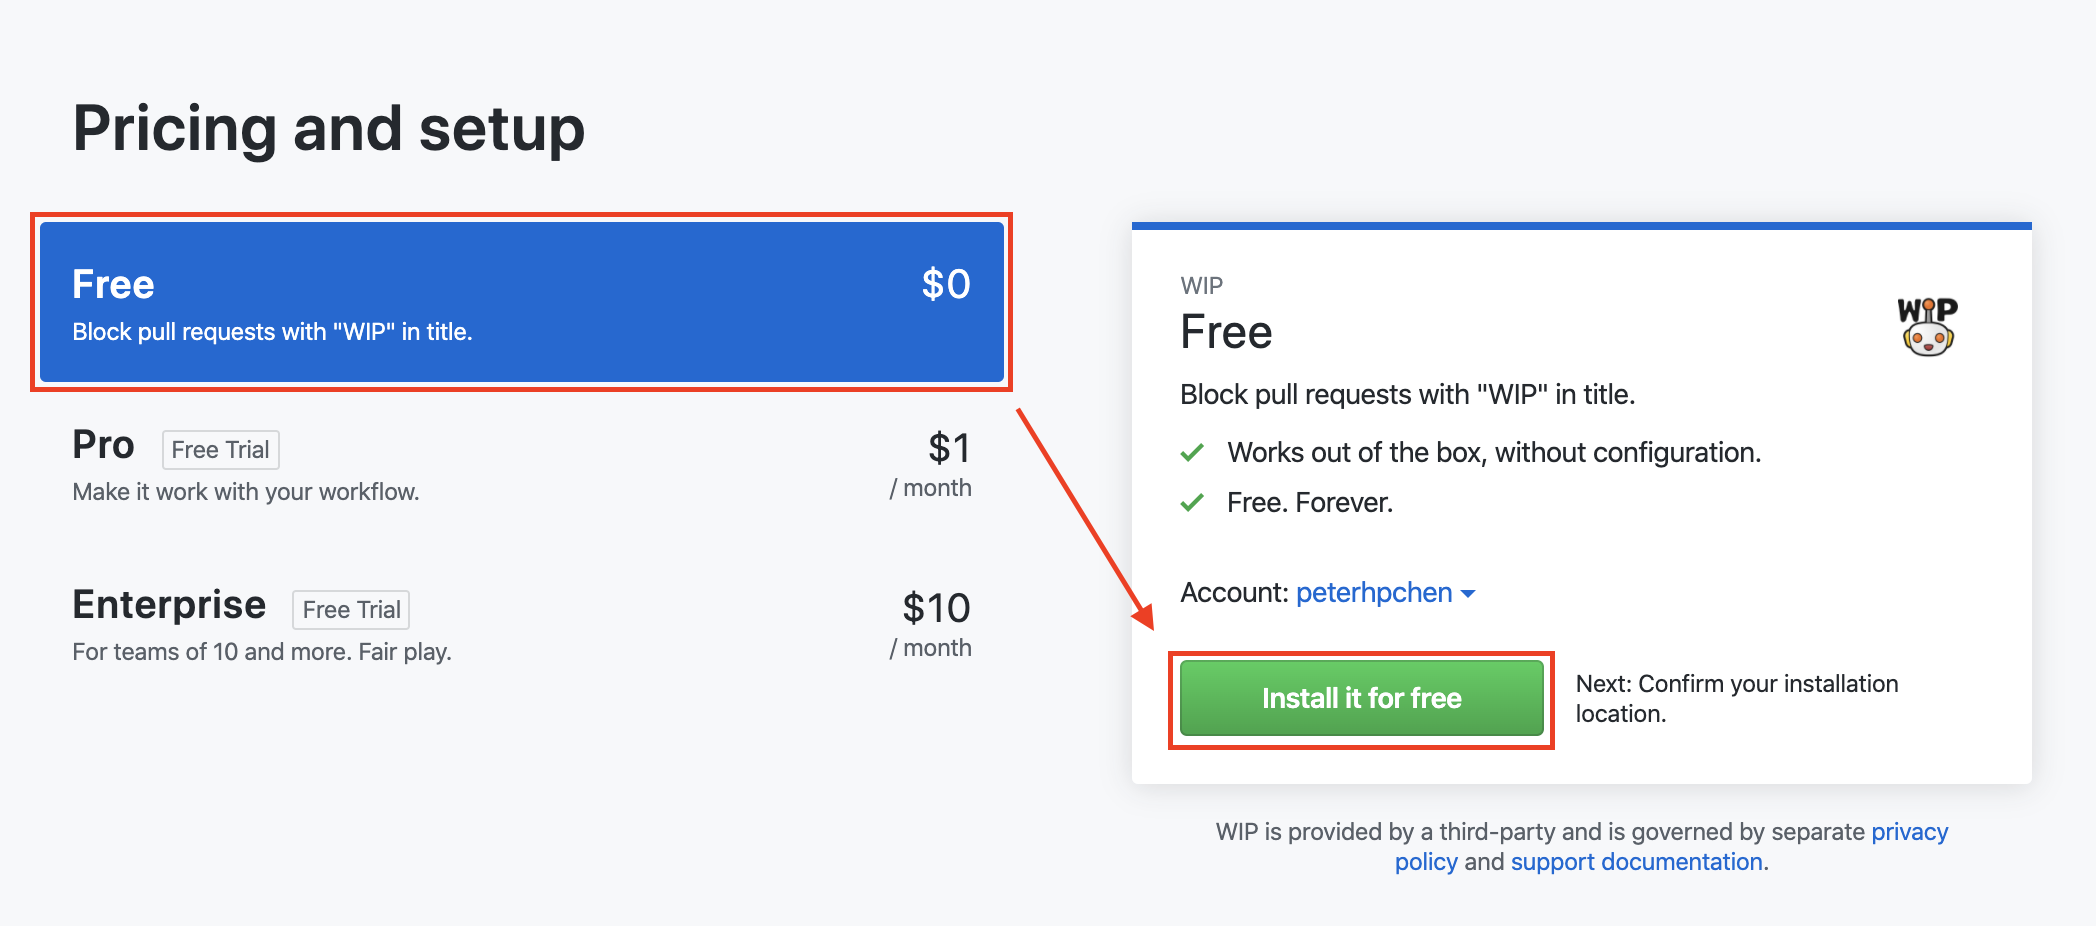 Pricing and setup
Free
$0
Block pull requests with "WIP" in title.
Pro
Free Trial
$1
Make it work with your workflow.
/ month
Enterprise
Free Trial
$10
For teams of 10 and more. Fair play.
/ month
WIP
Free
WIP
Block pull requests with "WIP" in title.
Works out of the box, without configuration.
Free. Forever.
Account: peterhpchen
Install it for free
Next: Confirm your installation
location.
WIP is provided by a third-party and is governed by separate privacy
policy and support documentation.